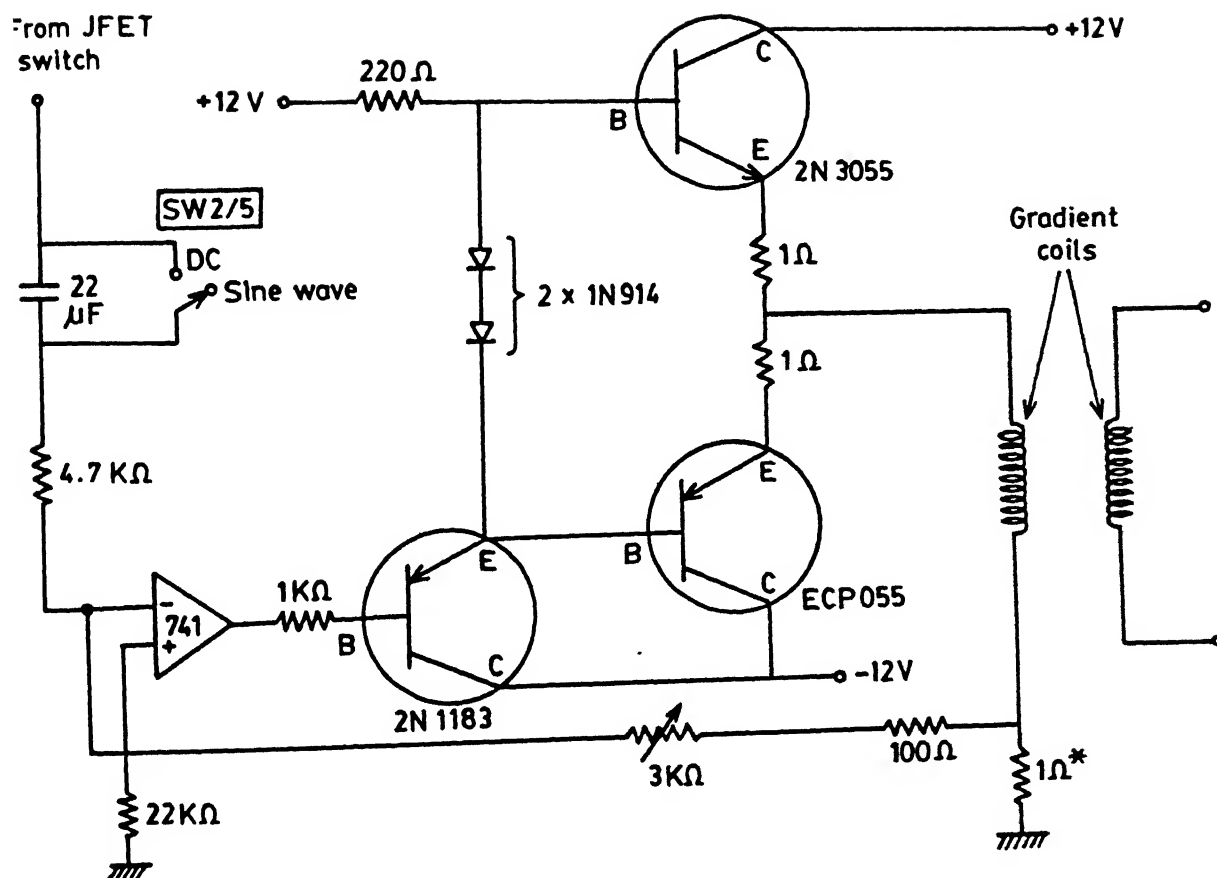 From JFET
switch
+12V
C
220Ω
+12 V
B
E
2N 3055
SW2/5
DC
Sine wave
22
μF
1Ω
Gradient
coils
2 x 1N914
1Ω
4.7 KΩ
E
B
C
ECP055
E
1KΩ
-
741
+
B
C
-12V
2N 1183
3KΩ
100Ω
1Ω*
22KΩ